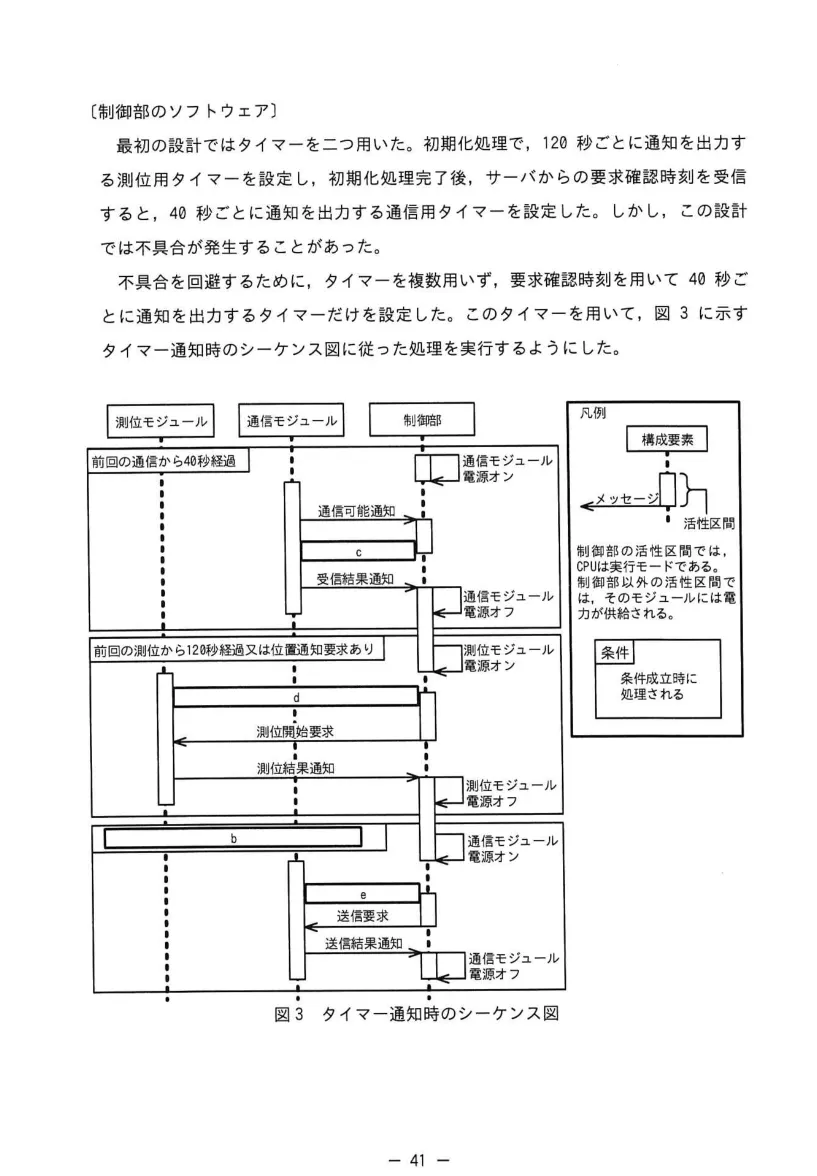 〔制御部のソフトウェア〕
最初の設計ではタイマーを二つ用いた。初期化処理で，120 秒ごとに通知を出力す
る測位用タイマーを設定し，初期化処理完了後，サーバからの要求確認時刻を受信
すると，40 秒ごとに通知を出力する通信用タイマーを設定した。しかし，この設計
では不具合が発生することがあった。
不具合を回避するために，タイマーを複数用いず，要求確認時刻を用いて 40 秒ご
とに通知を出力するタイマーだけを設定した。このタイマーを用いて，図 3 に示す
タイマー通知時のシーケンス図に従った処理を実行するようにした。
測位モジュール
通信モジュール
制御部
前回の通信から40秒経過
通信モジュール
電源オン
通信可能通知
c
受信結果通知
通信モジュール
電源オフ
前回の測位から120秒経過又は位置通知要求あり
測位モジュール
電源オン
d
測位開始要求
測位結果通知
測位モジュール
電源オフ
b
通信モジュール
電源オン
e
送信要求
送信結果通知
通信モジュール
電源オフ
凡例
構成要素
メッセージ
活性区間
制御部の活性区間では，
CPUは実行モードである。
制御部以外の活性区間で
は，そのモジュールには電
力が供給される。
条件
条件成立時に
処理される
図 3 タイマー通知時のシーケンス図
－ 41 －